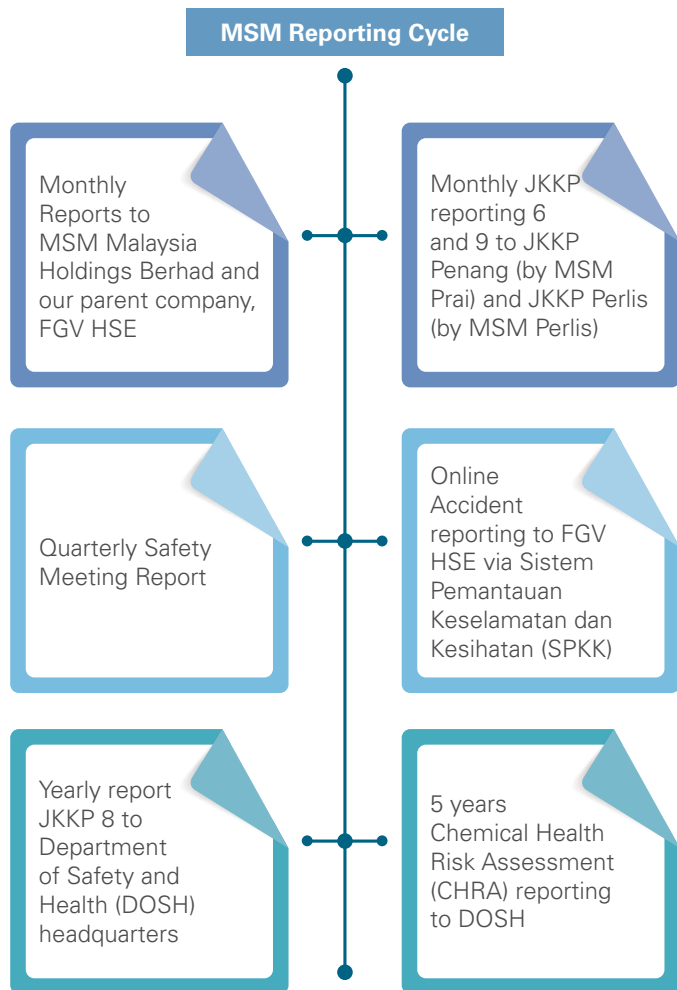 MSM Reporting Cycle
Monthly
Reports to
MSM Malaysia
Holdings Berhad and
our parent company,
FGV HSE
Monthly JKKP
reporting 6
and 9 to JKKP
Penang (by MSM
Prai) and JKKP Perlis
(by MSM Perlis)
Quarterly Safety
Meeting Report
Online
Accident
reporting to FGV
HSE via Sistem
Pemantauan
Keselamatan dan
Kesihatan (SPKK)
Yearly report
JKKP 8 to
Department
of Safety and
Health (DOSH)
headquarters
5 years
Chemical Health
Risk Assessment
(CHRA) reporting
to DOSH